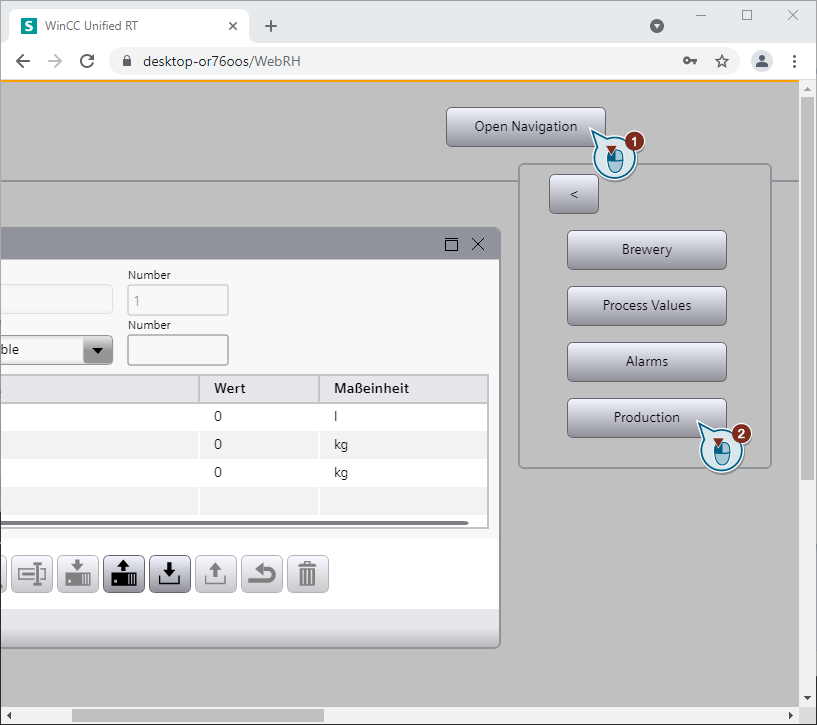 S WinCC Unified RT
desktop-or76oos/WebRH
Open Navigation
1
<
Brewery
Process Values
Alarms
Production
2
Number
1
Number
ble
Wert Maßeinheit
0 l
0 kg
0 kg